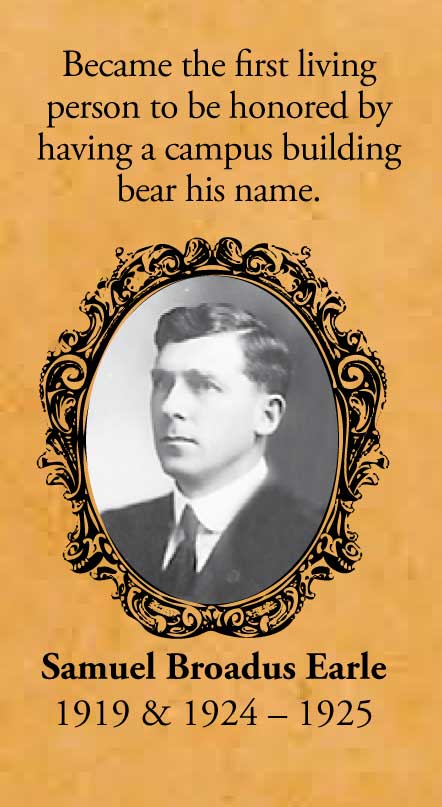 Became the first living
person to be honored by
having a campus building
bear his name.
Samuel Broadus Earle
1919 & 1924 – 1925